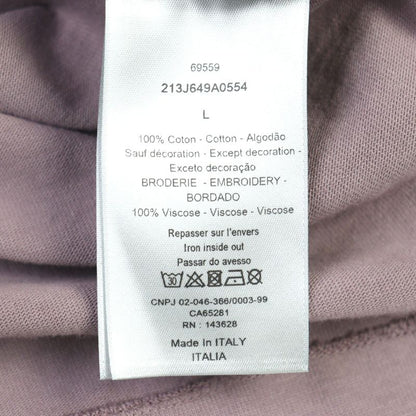 69559
213J649A0554
L
100% Coton - Cotton - Algodão
Sauf décoration - Except decoration -
Exceto decoração
BRODERIE - EMBROIDERY -
BORDADO
100% Viscose - Viscose - Viscose
Repasser sur l'envers
Iron inside out
Passar do avesso
30
CNPJ 02-046-366/0003-99
CA65281
RN : 143628
Made In ITALY
ITALIA